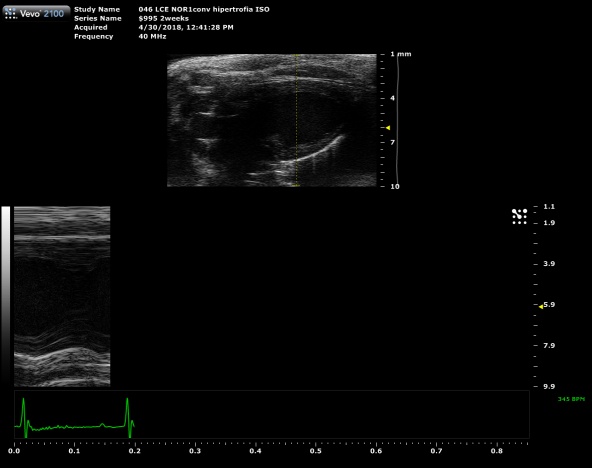 Vevo 2100
Study Name 046 LCE NOR1conv hipertrofia ISO
Series Name $995 2weeks
Acquired 4/30/2018, 12:41:28 PM
Frequency 40 MHz
1 mm
4
7
10
1.1
1.9
3.9
5.9
7.9
9.9
345 BPM
0.0 0.1 0.2 0.3 0.4 0.5 0.6 0.7 0.8